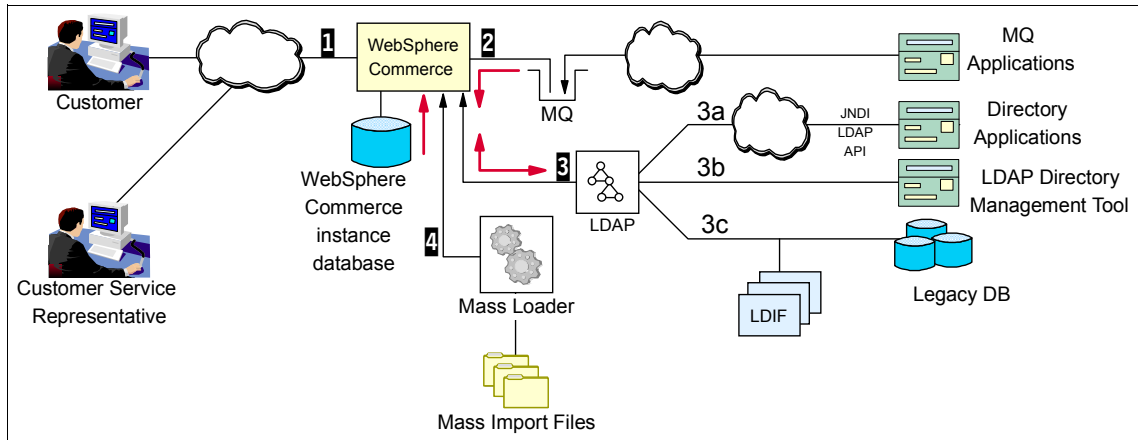 1
WebSphere
Commerce
2
MQ
Applications
Customer
MQ
3a
JNDI
LDAP
API
Directory
Applications
3
3b
LDAP Directory
Management Tool
LDAP
WebSphere
Commerce
instance
database
3c
4
Customer Service
Representative
Mass Loader
LDIF
Legacy DB
Mass Import Files